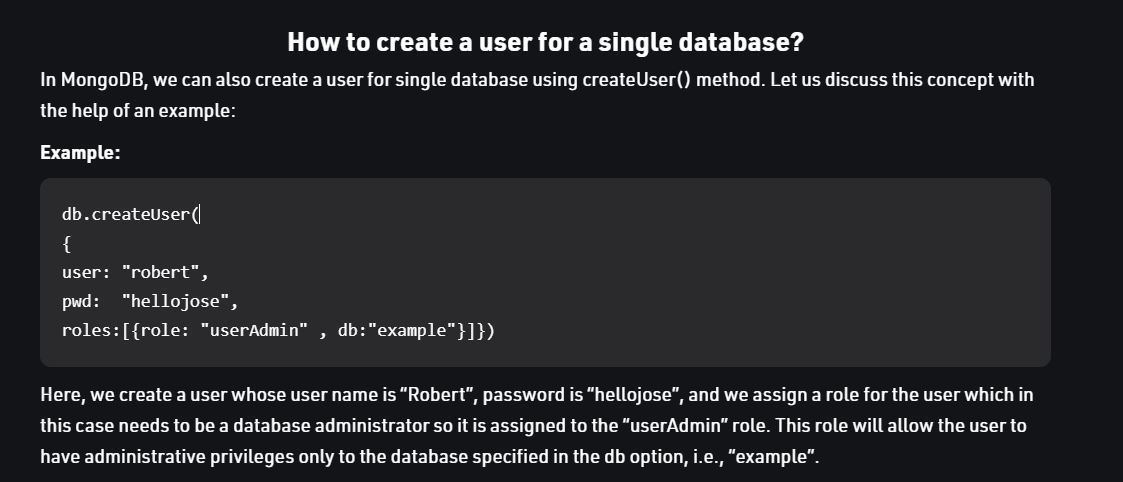 How to create a user for a single database?
In MongoDB, we can also create a user for single database using createUser() method. Let us discuss this concept with
the help of an example:
Example:
db.createUser(
{
user: "robert",
pwd:  "hellojose",
roles:[{role: "userAdmin" , db:"example"}]})
Here, we create a user whose user name is “Robert”, password is “hellojose”, and we assign a role for the user which in
this case needs to be a database administrator so it is assigned to the “userAdmin” role. This role will allow the user to
have administrative privileges only to the database specified in the db option, i.e., “example”.